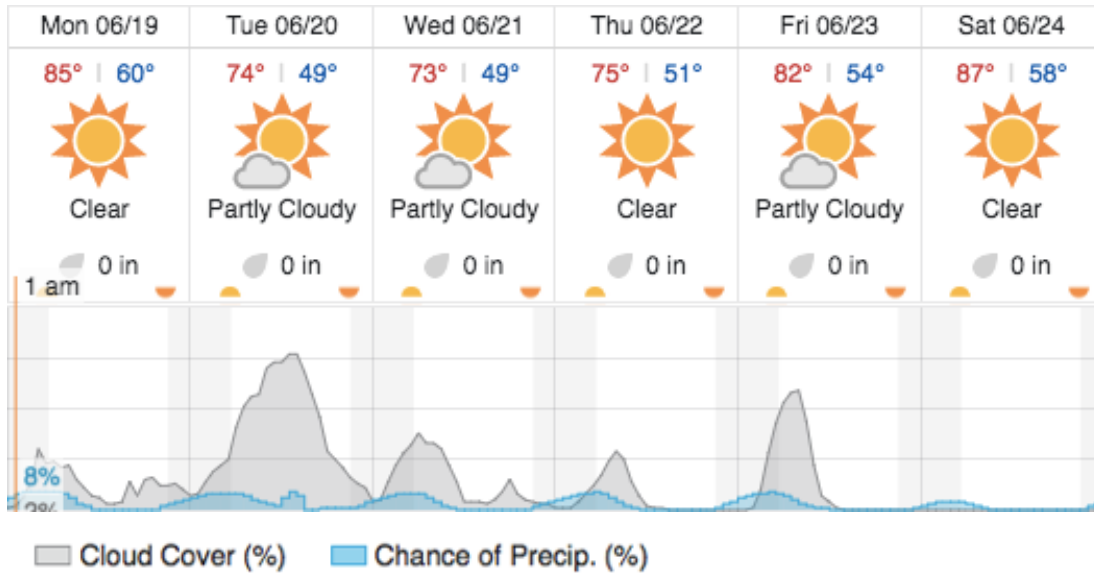 Mon 06/19 Tue 06/20 Wed 06/21 Thu 06/22 Fri 06/23 Sat 06/24
85° | 60° 74° | 49° 73° | 49° 75° | 51° 82° | 54° 87° | 58°
Clear Partly Cloudy Partly Cloudy Clear Partly Cloudy Clear
0 in 0 in 0 in 0 in 0 in 0 in
1 am
8%
Cloud Cover (%) Chance of Precip. (%)